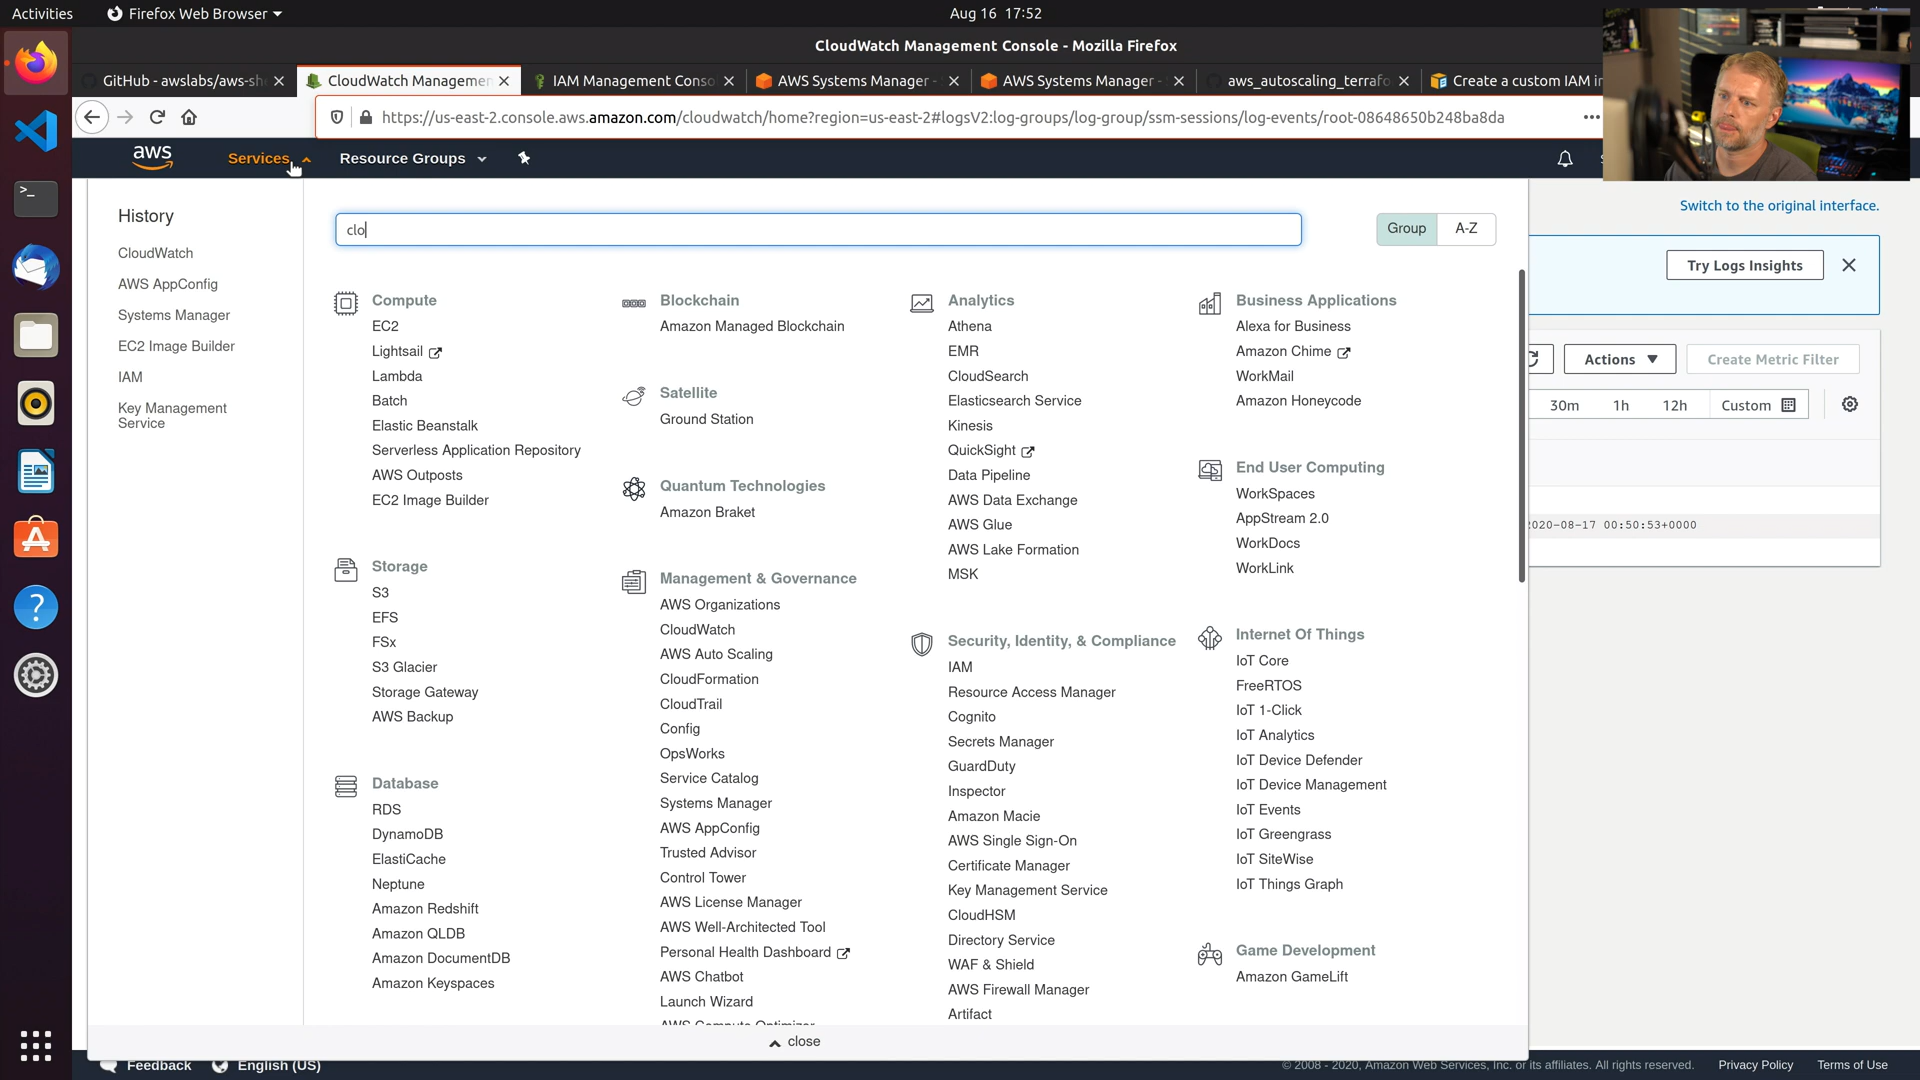 Activities
Firefox Web Browser
Aug 16 17:52
CloudWatch Management Console - Mozilla Firefox
GitHub - awslabs/aws-sh
CloudWatch Managemen
IAM Management Conso
AWS Systems Manager -
AWS Systems Manager -
aws_autoscaling_terrafo
Create a custom IAM in
https://us-east-2.console.aws.amazon.com/cloudwatch/home?region=us-east-2#logsV2:log-groups/log-group/ssm-sessions/log-events/root-08648650b248ba8da
aws
Services
Resource Groups
Switch to the original interface.
History
CloudWatch
AWS AppConfig
Systems Manager
EC2 Image Builder
IAM
Key Management
Service
clo
Group
A-Z
Compute
EC2
Lightsail
Lambda
Batch
Elastic Beanstalk
Serverless Application Repository
AWS Outposts
EC2 Image Builder
Storage
S3
EFS
FSx
S3 Glacier
Storage Gateway
AWS Backup
Database
RDS
DynamoDB
ElastiCache
Neptune
Amazon Redshift
Amazon QLDB
Amazon DocumentDB
Amazon Keyspaces
Blockchain
Amazon Managed Blockchain
Satellite
Ground Station
Quantum Technologies
Amazon Braket
Management & Governance
AWS Organizations
CloudWatch
AWS Auto Scaling
CloudFormation
CloudTrail
Config
OpsWorks
Service Catalog
Systems Manager
AWS AppConfig
Trusted Advisor
Control Tower
AWS License Manager
AWS Well-Architected Tool
Personal Health Dashboard
AWS Chatbot
Launch Wizard
AWS Compute Optimizer
Analytics
Athena
EMR
CloudSearch
Elasticsearch Service
Kinesis
QuickSight
Data Pipeline
AWS Data Exchange
AWS Glue
AWS Lake Formation
MSK
Security, Identity, & Compliance
IAM
Resource Access Manager
Cognito
Secrets Manager
GuardDuty
Inspector
Amazon Macie
AWS Single Sign-On
Certificate Manager
Key Management Service
CloudHSM
Directory Service
WAF & Shield
AWS Firewall Manager
Artifact
Business Applications
Alexa for Business
Amazon Chime
WorkMail
Amazon Honeycode
End User Computing
WorkSpaces
AppStream 2.0
WorkDocs
WorkLink
Internet Of Things
IoT Core
FreeRTOS
IoT 1-Click
IoT Analytics
IoT Device Defender
IoT Device Management
IoT Events
IoT Greengrass
IoT SiteWise
IoT Things Graph
Game Development
Amazon GameLift
close
Try Logs Insights
Actions
Create Metric Filter
30m
1h
12h
Custom
2020-08-17 00:50:53+0000
Feedback
English (US)
© 2008 - 2020, Amazon Web Services, Inc. or its affiliates. All rights reserved.
Privacy Policy
Terms of Use